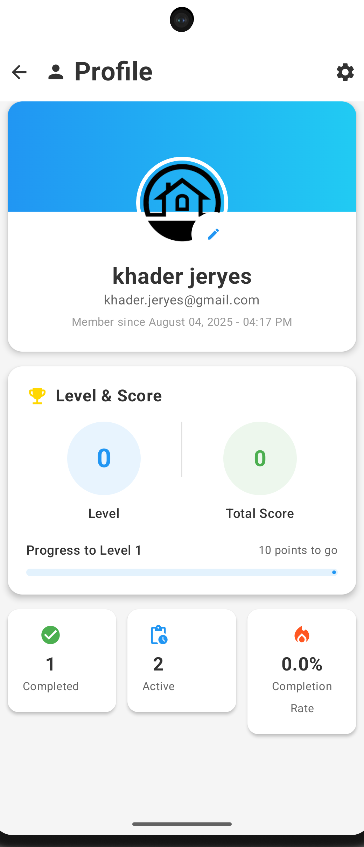 Profile
khader jeryes
khader.jeryes@gmail.com
Member since August 04, 2025 - 04:17 PM
Level & Score
0
0
Level
Total Score
Progress to Level 1
10 points to go
1
2
0.0%
Completed
Active
Completion
Rate